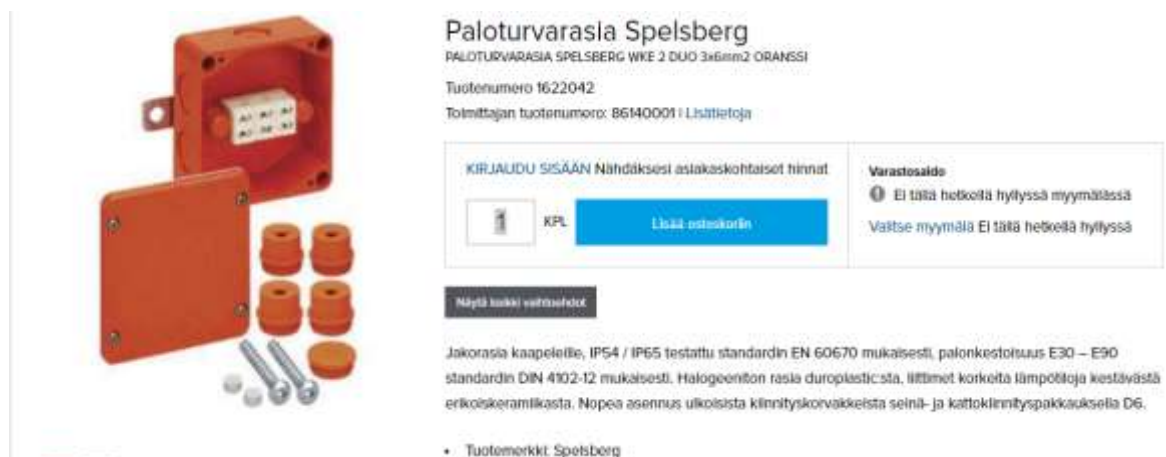 Paloturvarasia Spelsberg
PALOTURVARASIA SPELSBERG WKE 2 DUO 3x6mm2 ORANSSI
Tuotenumero 1622042
Toimittajan tuotenumero: 86140001 | Lisätietoja
KIRJAUDU SISÄÄN Nähdäksesi asiakaskohtaiset hinnat
1 KPL Lisää ostoskoriin
Varastosaldo
Ei tällä hetkellä hyllyssä myymälässä
Valitse myymälä Ei tällä hetkellä hyllyssä
Näytä kaikki vaihtoehdot
Jakorasia kaapeleille, IP54 / IP65 testattu standardin EN 60670 mukaisesti, palonkestoisuus E30 – E90
standardin DIN 4102-12 mukaisesti. Halogeeniton rasia duroplastic:sta, liittimet korkeita lämpötiloja kestävästä
erikoiskeramiikasta. Nopea asennus ulkoisista kiinnityskorvakkeista seinä- ja kattokiinnityspakkauksella D6.
• Tuotemerkki: Spelsberg